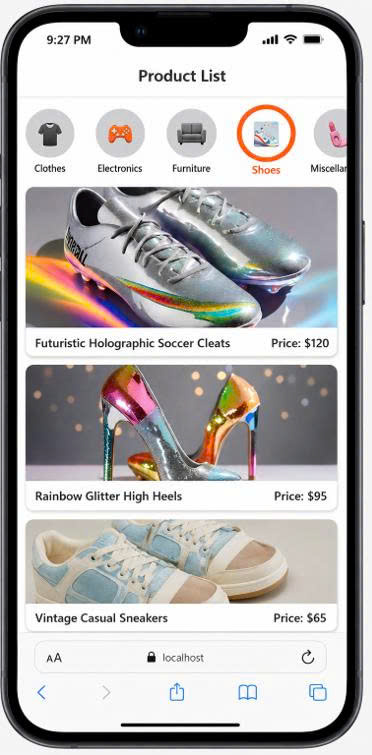 9:27 PM
Product List
Clothes
Electronics
Furniture
Shoes
Miscellan
Futuristic Holographic Soccer Cleats Price: $120
Rainbow Glitter High Heels Price: $95
Vintage Casual Sneakers Price: $65
AA localhost